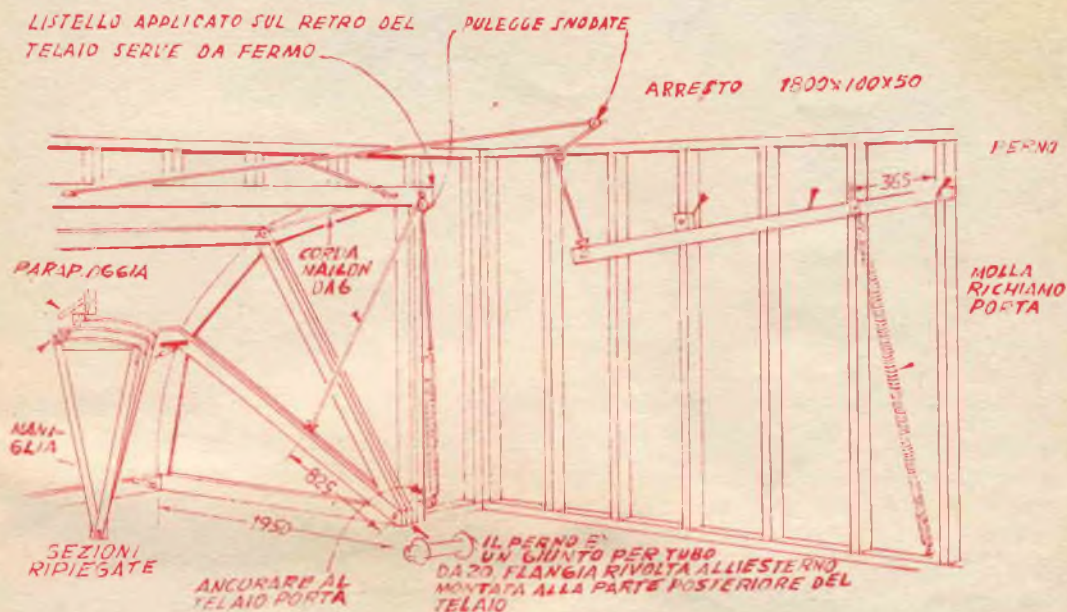 LISTELLO APPLICATO SUL RETRO DEL
TELAIO SERVE DA FERMO
PULEGGE SNODATE
ARRESTO 1800X100X50
PERNO
365
CORDA
NAILON
DA 6
PARAPIOGGIA
MOLLA
RICHIAMO
PORTA
MANI-
GLIA
825
1950
SEZIONI
RIPIEGATE
ANCORARE AL
TELAIO PORTA
IL PERNO E'
UN GIUNTO PER TUBO
DA 20, FLANGIA RIVOLTA ALL'ESTERNO
MONTATA ALLA PARTE POSTERIORE DEL
TELAIO